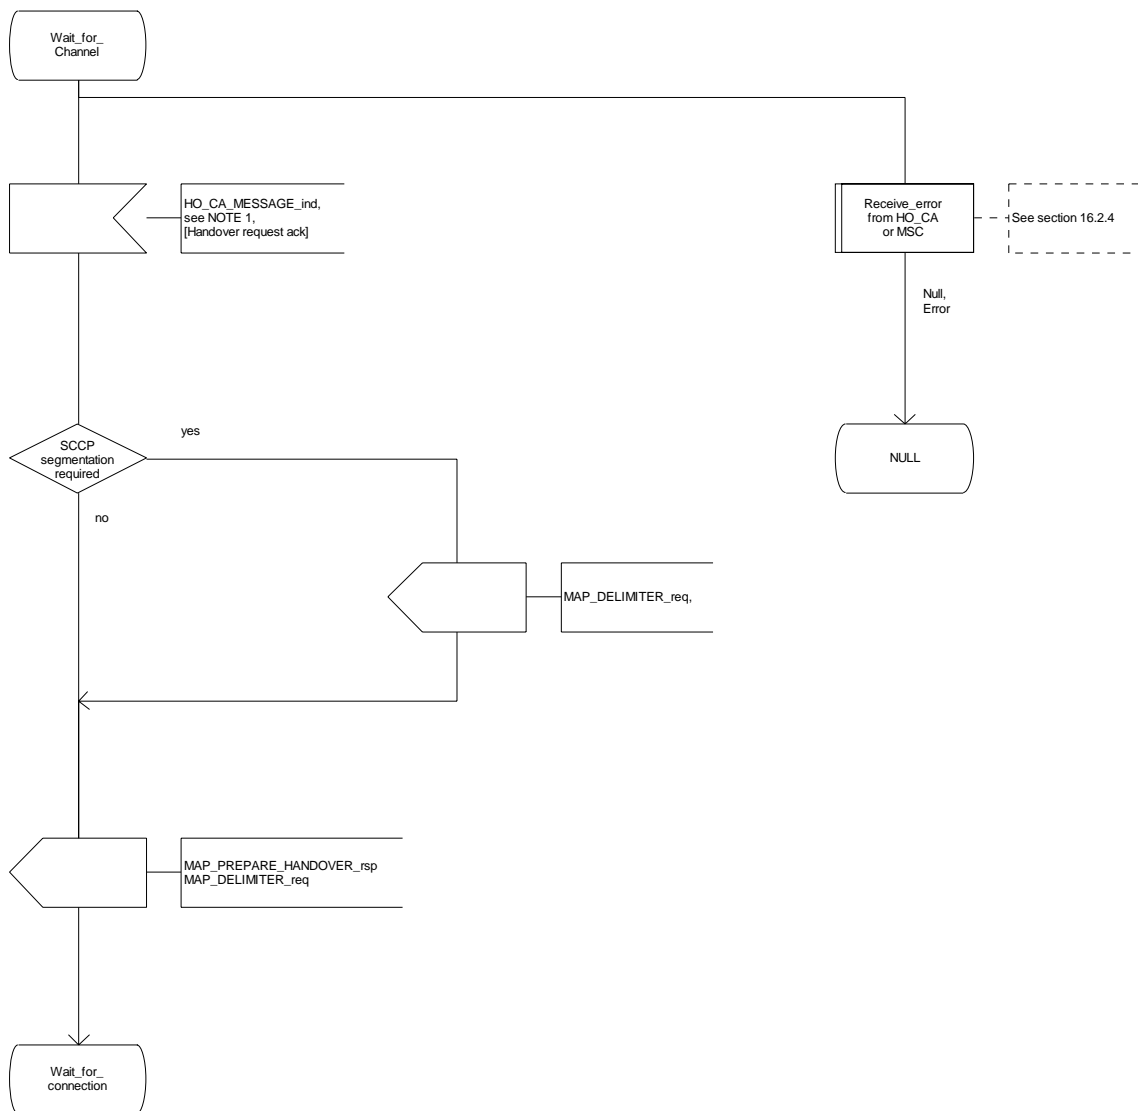 Wait_for_
Channel
HO_CA_MESSAGE_ind,
see NOTE 1,
[Handover request ack]
Receive_error
from HO_CA
or MSC
See section 16.2.4
Null,
Error
SCCP
segmentation
required
yes
NULL
no
MAP_DELIMITER_req,
MAP_PREPARE_HANDOVER_rsp
MAP_DELIMITER_req
Wait_for_
connection